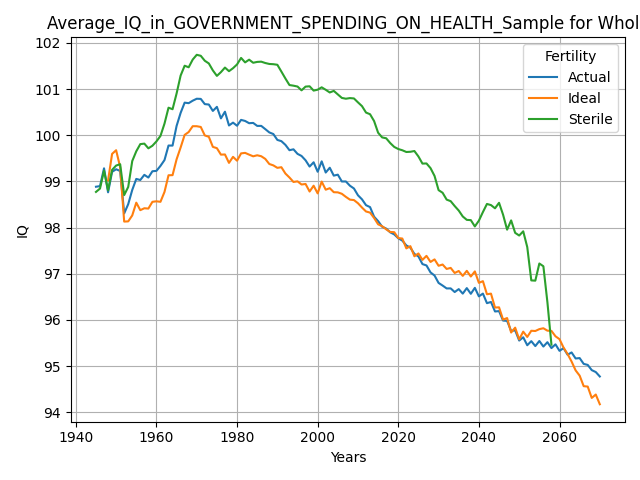 Average_IQ_in_GOVERNMENT_SPENDING_ON_HEALTH_Sample for Whol
102
101
100
99
98
97
96
95
94
IQ
Fertility
Actual
Ideal
Sterile
1940 1960 1980 2000 2020 2040 2060
Years